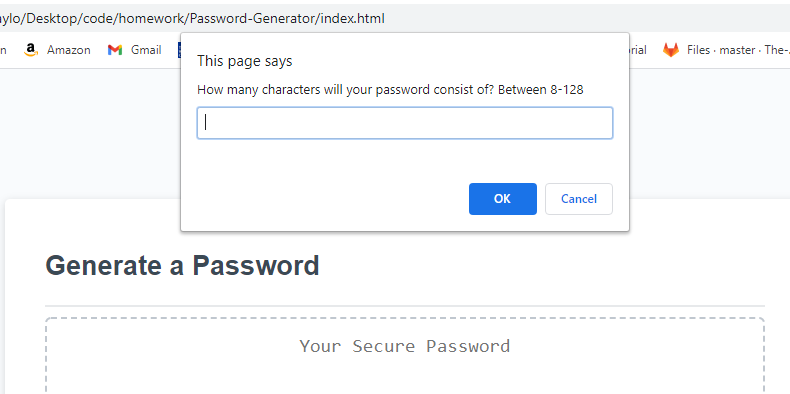 aylo/Desktop/code/homework/Password-Generator/index.html
n Amazon Gmail rial Files · master · The-
This page says
How many characters will your password consist of? Between 8-128
OK Cancel
Generate a Password
Your Secure Password